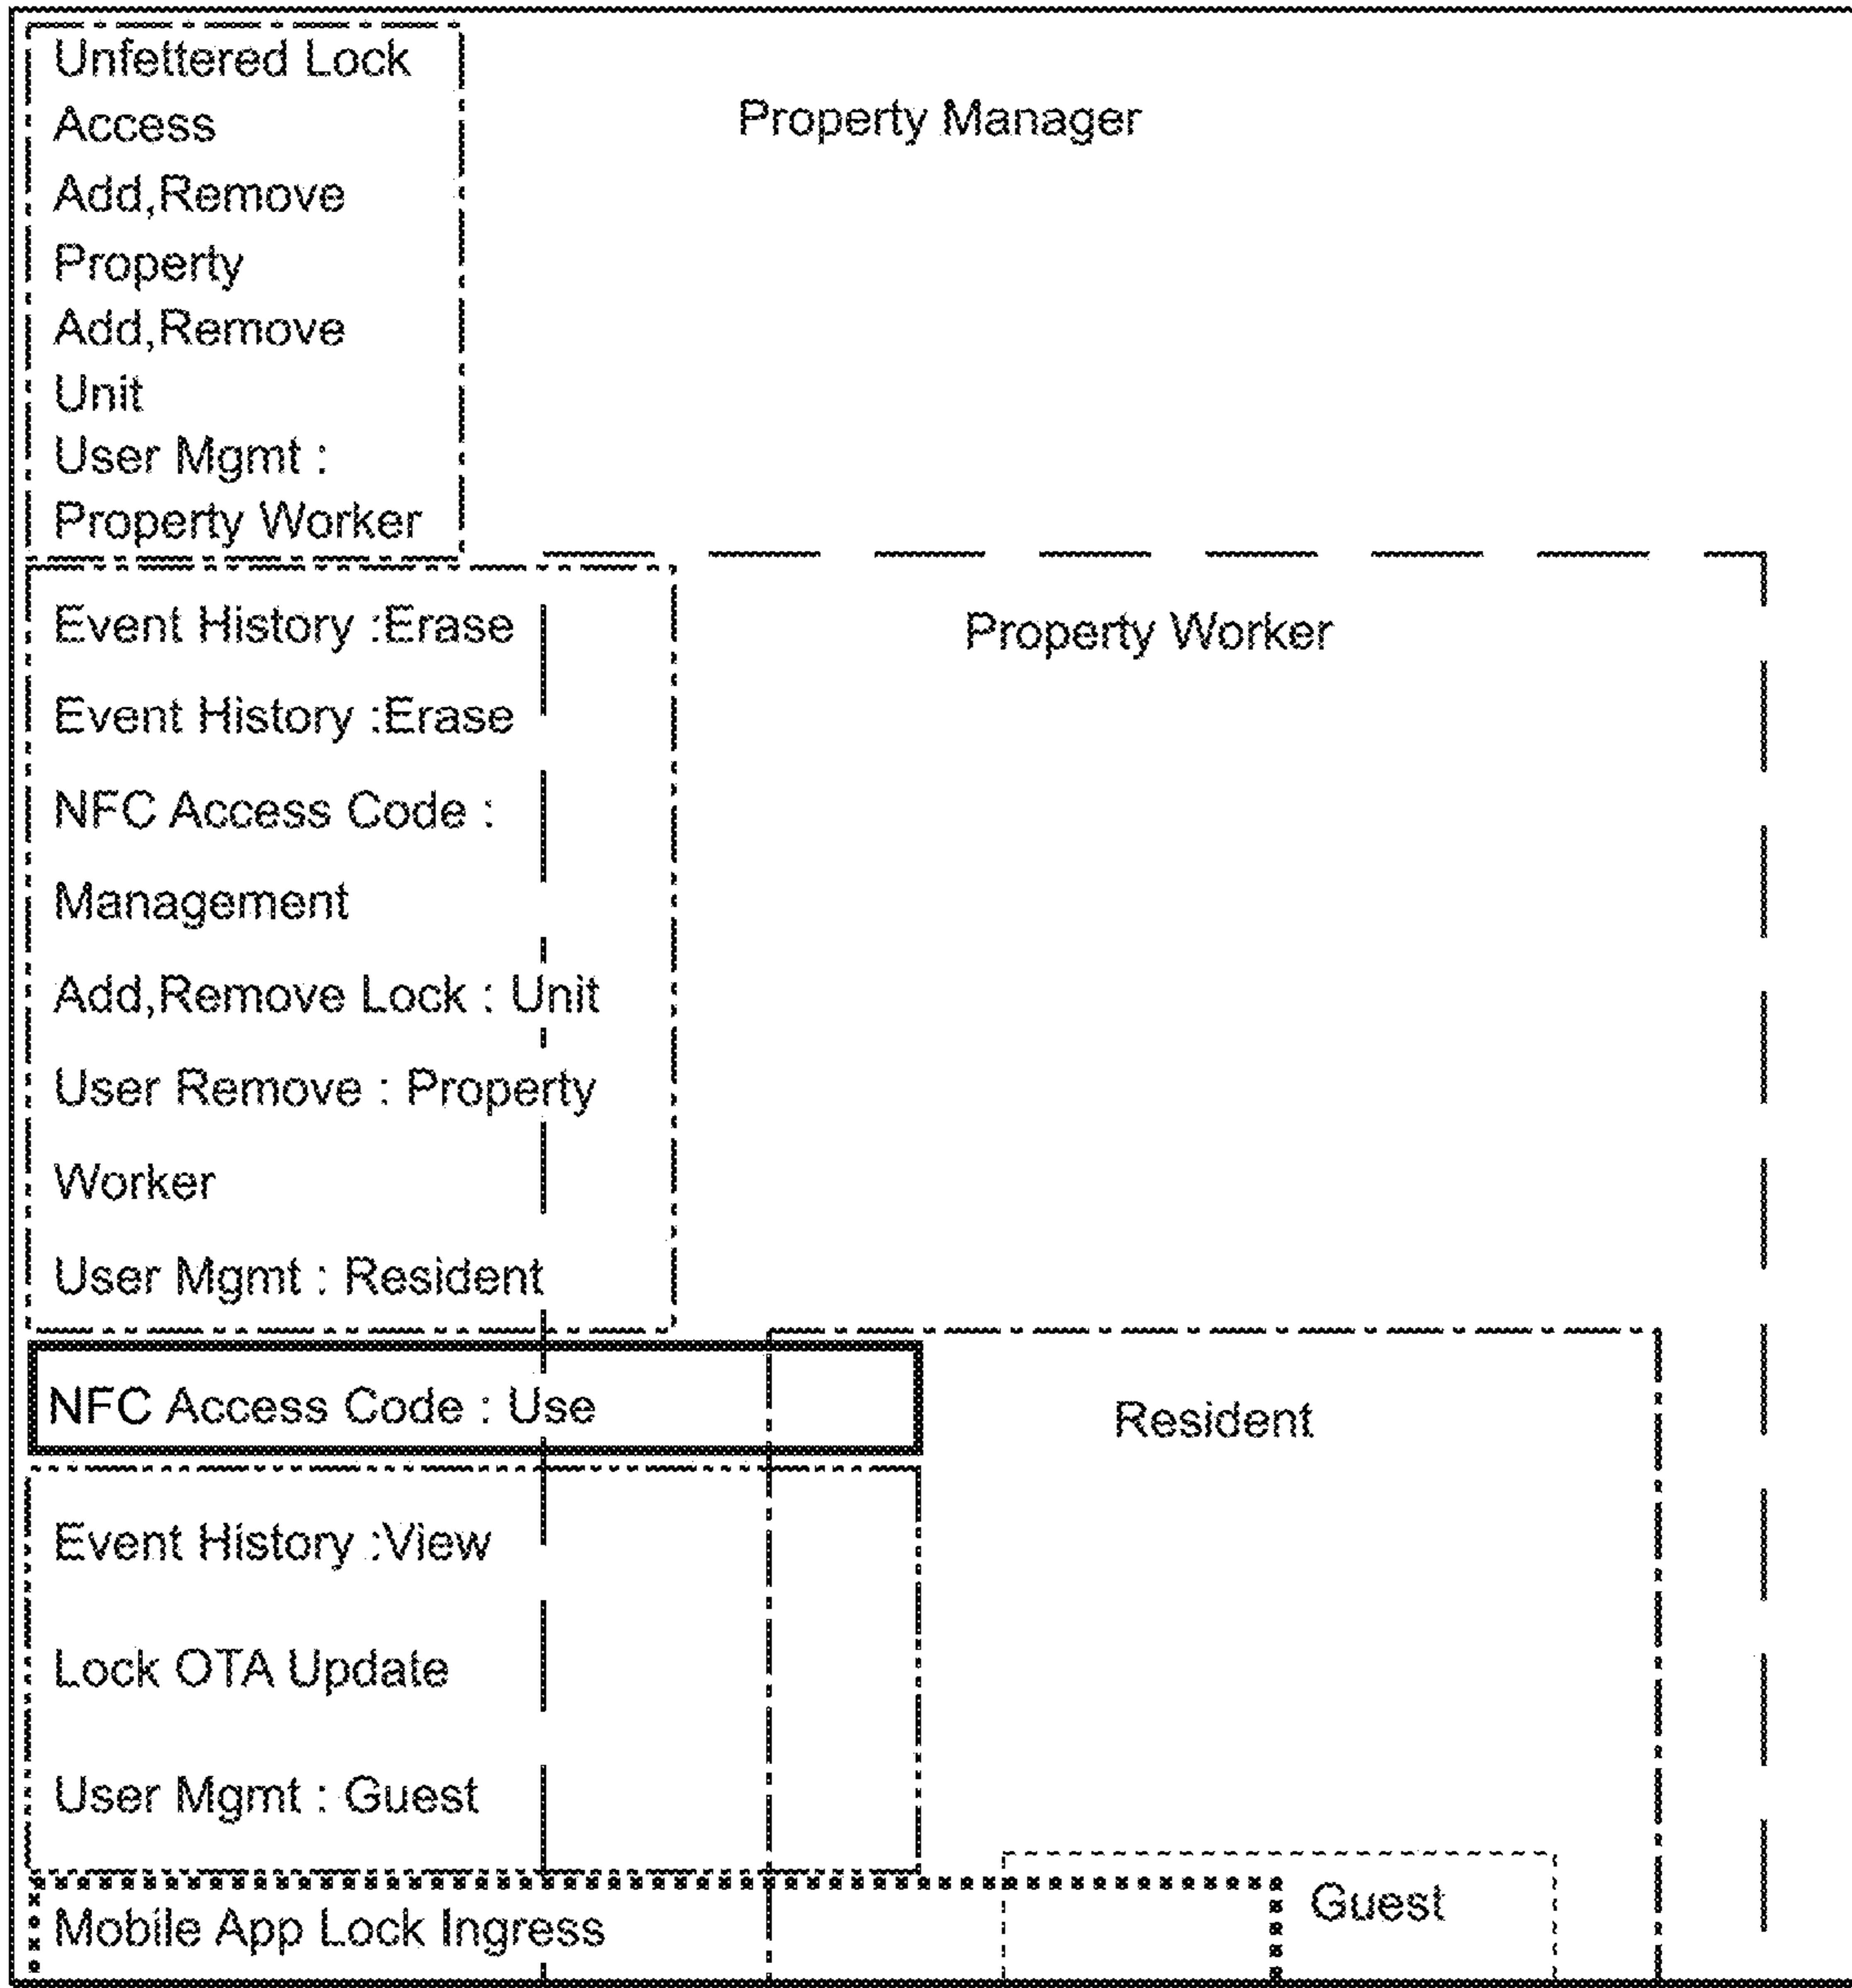 Unfettered Lock
Access
Property Manager
Add,Remove
Property
Add,Remove
Unit
User Mgmt :
Property Worker
Event History :Erase
Property Worker
Event History :Erase
NFC Access Code :
Management
Add,Remove Lock : Unit
User Remove : Property
Worker
User Mgmt : Resident
NFC Access Code : Use
Resident
Event History :View
Lock OTA Update
User Mgmt : Guest
Guest
Mobile App Lock Ingress